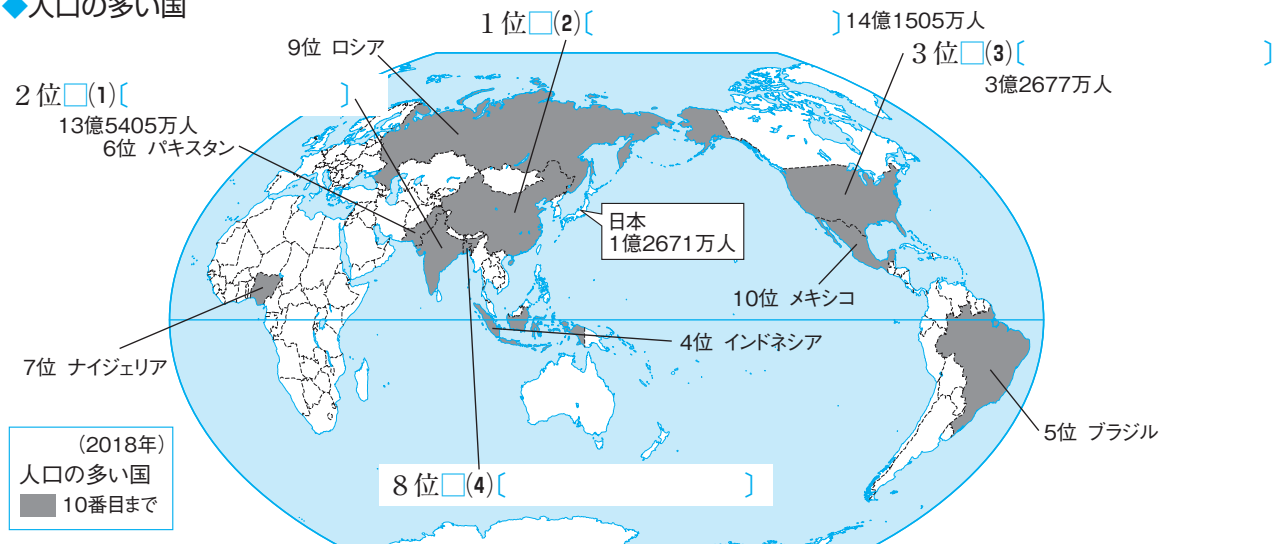 ◆人口の多い国
1位□(2)〔 〕14億1505万人
9位 ロシア
3位□(3)〔 〕
3億2677万人
2位□(1)〔 〕
13億5405万人
6位 パキスタン
日本
1億2671万人
10位 メキシコ
4位 インドネシア
7位 ナイジェリア
5位 ブラジル
8位□(4)〔 〕
(2018年)
人口の多い国
10番目まで